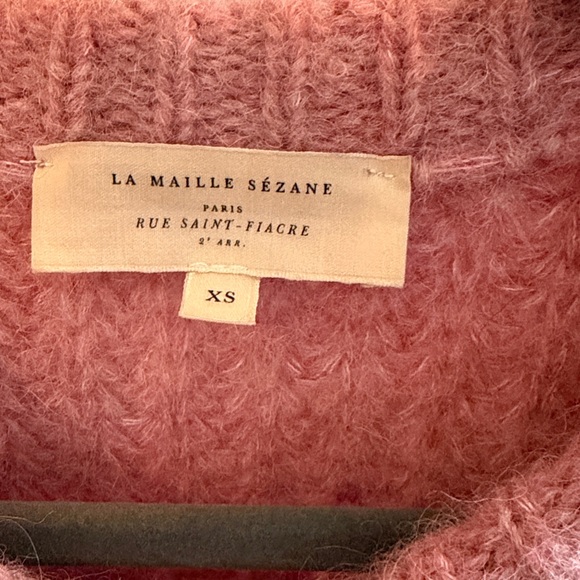 LA MAILLE SÉZANE
PARIS
RUE SAINT-FIACRE
2ᵉ ARR.
XS